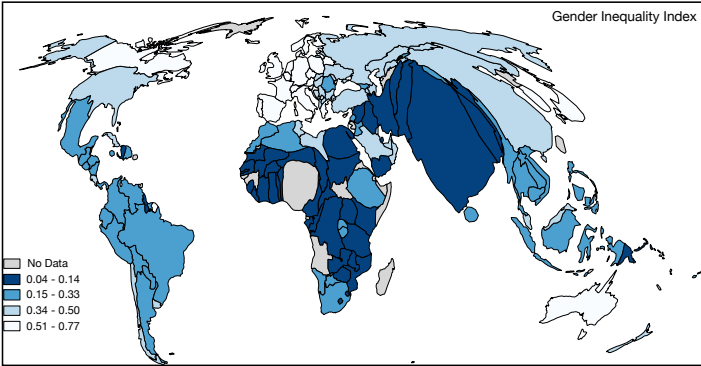 Gender Inequality Index
No Data
0.04 - 0.14
0.15 - 0.33
0.34 - 0.50
0.51 - 0.77